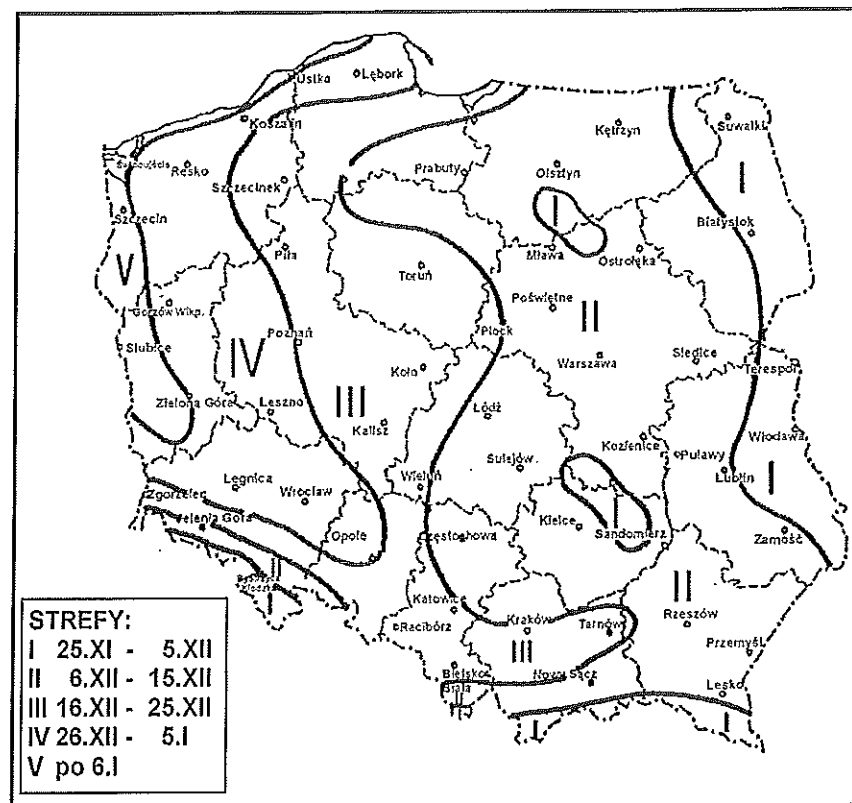 Ustka
Lębork
Koszalin
Kętrzyn
Suwałki
Resko
Prabuty
Olsztyn
I
Szczecinek
I
Szczecin
Białystok
Mława
Ostrołęka
Piła
Toruń
V
Gorzów Wlkp.
Poświętne
II
Słubice
Poznań
Płock
IV
Warszawa
Siedlce
Terespol
Koło
III
Zielona Góra
Leszno
Łódź
Kalisz
Kozienice
Włodawa
Puławy
Sulejów
Lublin
I
Legnica
Wieluń
Zgorzelec
Wrocław
I
Jelenia Góra
Opole
Częstochowa
Kielce
Sandomierz
Zamość
II
Kłodzko
I
II
Katowice
Rzeszów
Racibórz
Kraków
Tarnów
III
Przemyśl
Bielsko
Biała
Nowy Sącz
II
Lesko
I
I
STREFY:
I 25.XI - 5.XII
II 6.XII - 15.XII
III 16.XII - 25.XII
IV 26.XII - 5.I
V po 6.I